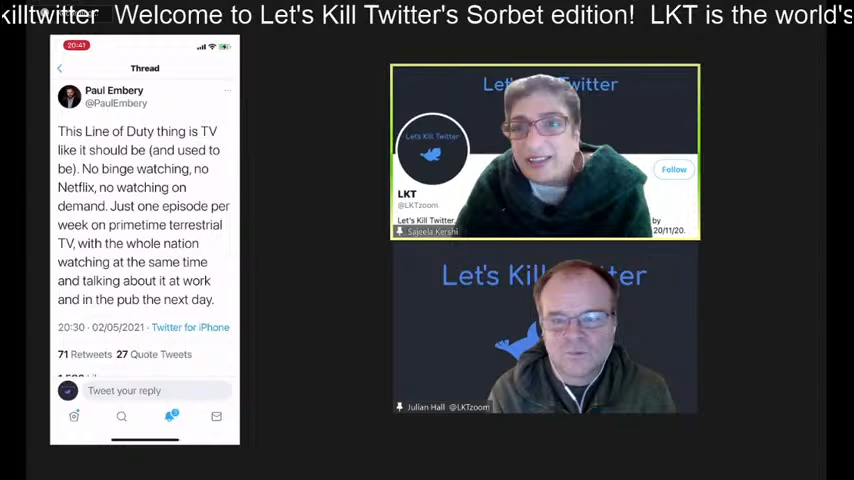 killtwitter Welcome to Let's Kill Twitter's Sorbet edition! LKT is the world's
20:41
Thread
Paul Embery
@PaulEmbery
This Line of Duty thing is TV
like it should be (and used to
be). No binge watching, no
Netflix, no watching on
demand. Just one episode per
week on primetime terrestrial
TV, with the whole nation
watching at the same time
and talking about it at work
and in the pub the next day.
20:30 · 02/05/2021 · Twitter for iPhone
71 Retweets 27 Quote Tweets
Tweet your reply
Let's Twitter
Let's Kill Twitter
Follow
LKT
@LKTzoom
Let's Kill Twitter
by
20/11/20.
Sajeela Kershi
Let's Kill Twitter
Julian Hall @LKTzoom